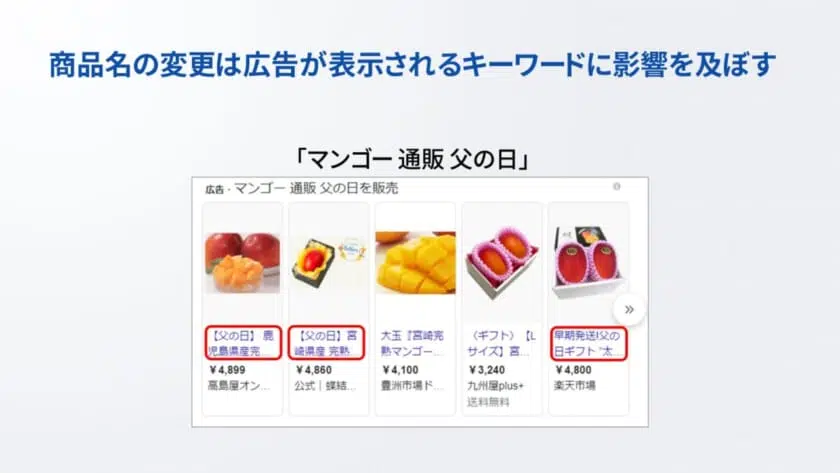 商品名の変更は広告が表示されるキーワードに影響を及ぼす
「マンゴー 通販 父の日」
広告・マンゴー 通販 父の日を販売
【父の日】 鹿
児島県産完...
￥4,899
高島屋オン...
【父の日】宮
崎県産 完熟
￥4,860
公式｜蝶結...
大玉『宮崎完
熟マンゴー...
￥4,100
豊洲市場ド...
〈ギフト〉【L
サイズ】宮...
￥3,240
九州屋plus+
送料無料
早期発送!父の
日ギフト "太...
￥4,800
楽天市場
»